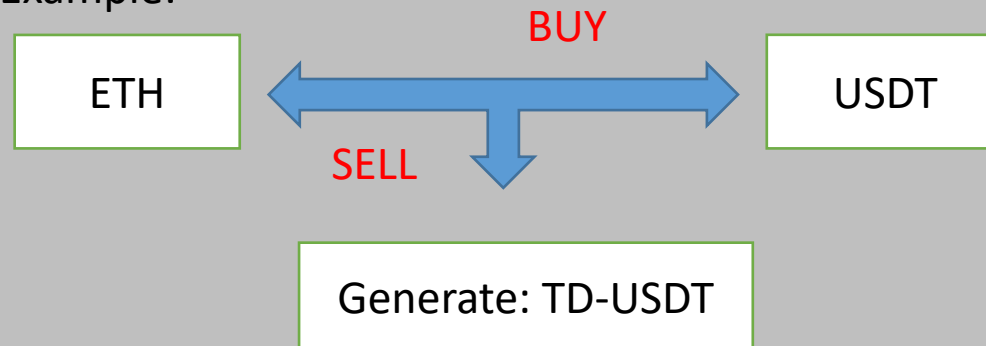 Example:
BUY
ETH
USDT
SELL
Generate: TD-USDT